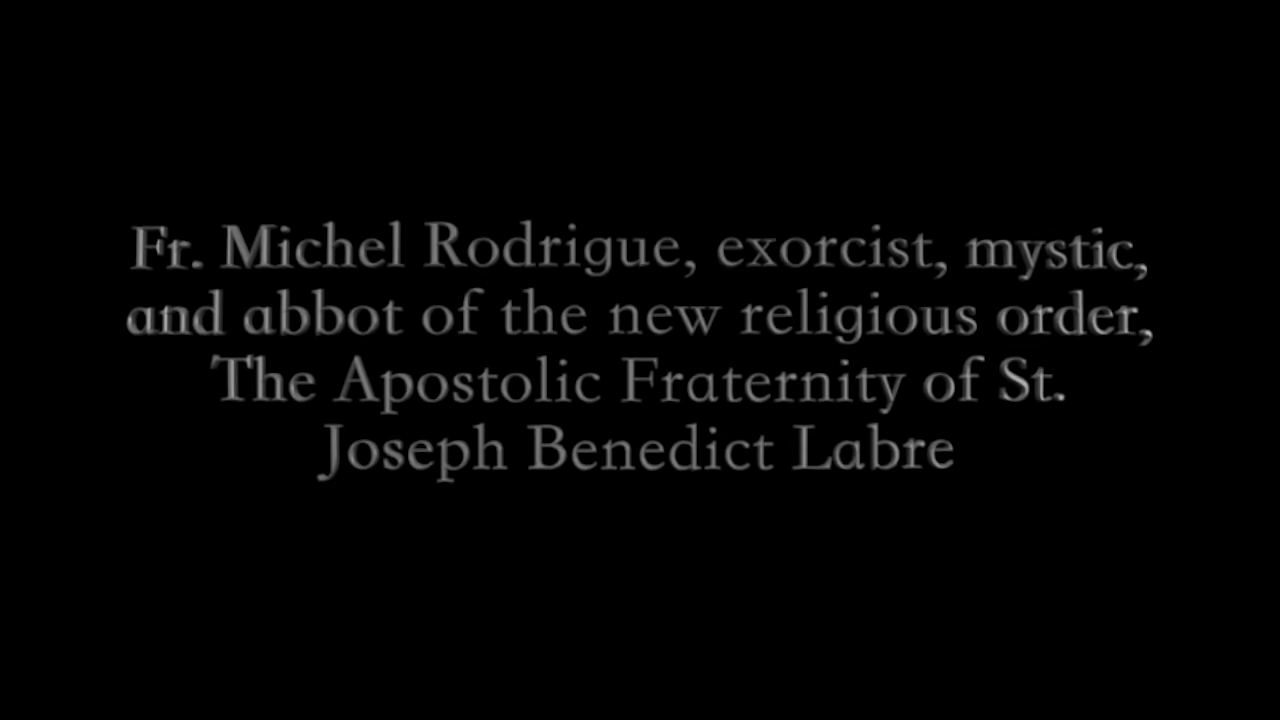 Fr. Michel Rodrigue, exorcist, mystic,
and abbot of the new religious order,
The Apostolic Fraternity of St.
Joseph Benedict Labre